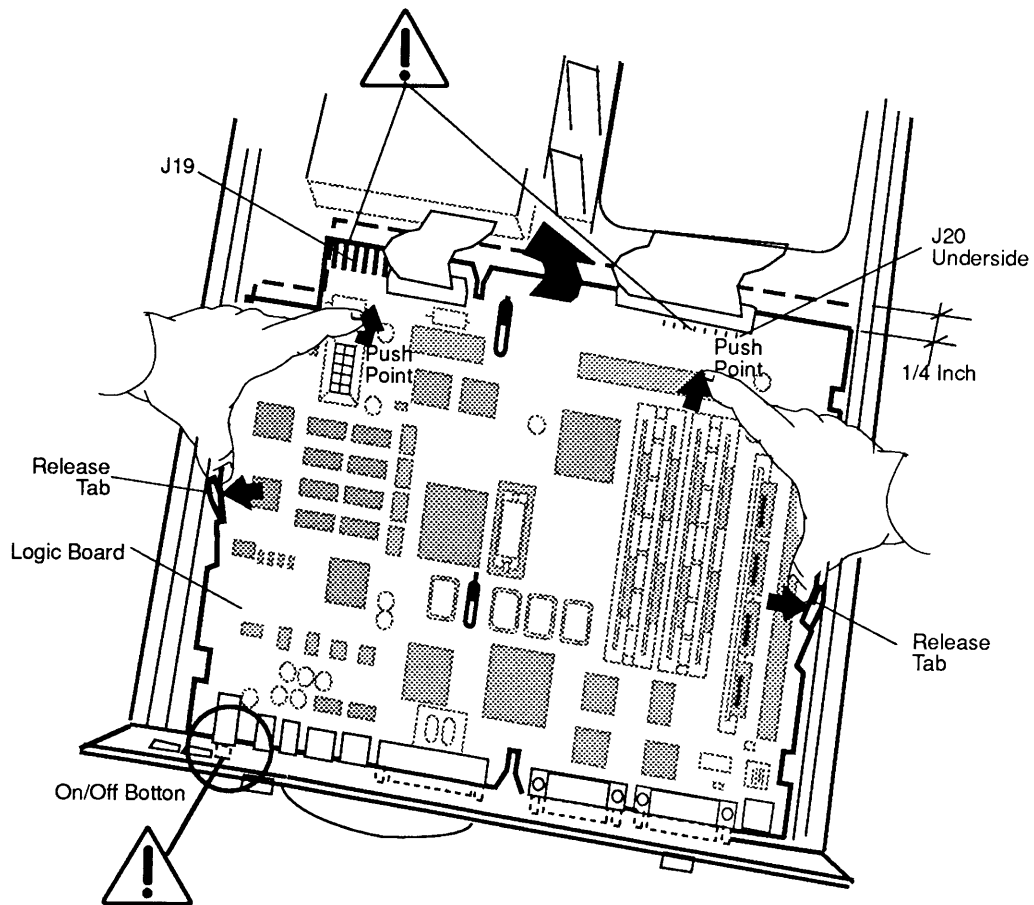 J19
J20
Underside
Push
Point
Push
Point
1/4 Inch
Release
Tab
Logic Board
Release
Tab
On/Off Botton